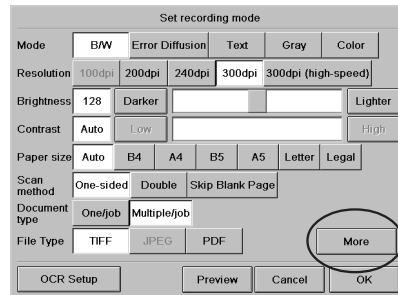 Set recording mode
Mode B/W Error Diffusion Text Gray Color
Resolution 100dpi 200dpi 240dpi 300dpi 300dpi (high-speed)
Brightness 128 Darker Lighter
Contrast Auto Low High
Paper size Auto B4 A4 B5 A5 Letter Legal
Scan
method One-sided Double Skip Blank Page
Document
type One/job Multiple/job
File Type TIFF JPEG PDF More
OCR Setup Preview Cancel OK